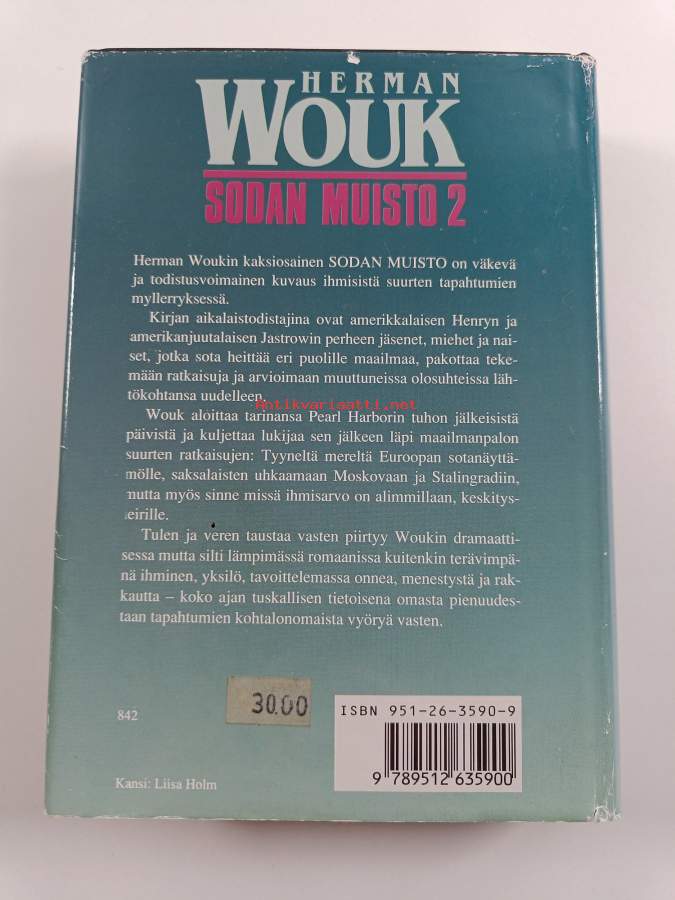 HERMAN
WOUK
SODAN MUISTO 2
Herman Woukin kaksiosainen SODAN MUISTO on väkevä
ja todistusvoimainen kuvaus ihmisistä suurten tapahtumien
myllerryksessä.
Kirjan aikalaistodistajina ovat amerikkalaisen Henryn ja
amerikanjuutalaisen Jastrowin perheen jäsenet, miehet ja nai-
set, jotka sota heittää eri puolille maailmaa, pakottaa teke-
mään ratkaisuja ja arvioimaan muuttuneissa olosuhteissa läh-
tökohtansa uudelleen.
Antikvariaatti.net
Wouk aloittaa tarinansa Pearl Harborin tuhon jälkeisistä
päivistä ja kuljettaa lukijaa sen jälkeen läpi maailmanpalon
suurten ratkaisujen: Tyyneltä mereltä Euroopan sotanäyttä-
mölle, saksalaisten uhkaamaan Moskovaan ja Stalingradiin,
mutta myös sinne missä ihmisarvo on alimmillaan, keskitys-
leirille.
Tulen ja veren taustaa vasten piirtyy Woukin dramaatti-
sessa mutta silti lämpimässä romaanissa kuitenkin terävimpä-
nä ihminen, yksilö, tavoittelemassa onnea, menestystä ja rak-
kautta – koko ajan tuskallisen tietoisena omasta pienuudes-
taan tapahtumien kohtalonomaista vyöryä vasten.
30.00
ISBN 951-26-3590-9
842
9 789512 635900
Kansi: Liisa Holm